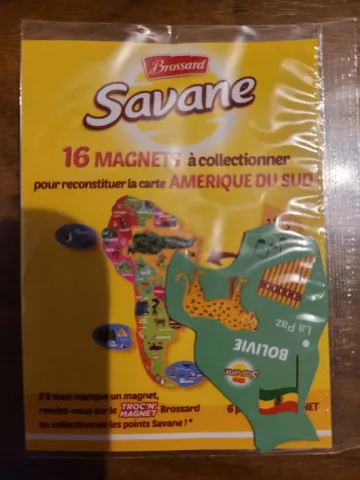 Brossard
Savane
16 MAGNETS à collectionner
pour reconstituer la carte AMERIQUE DU SUD
La Paz
BOLIVIE
Savane
S'il vous manque un magnet,
rendez-vous sur le TROC'N' MAGNET Brossard
ou collectionnez les points Savane ! *